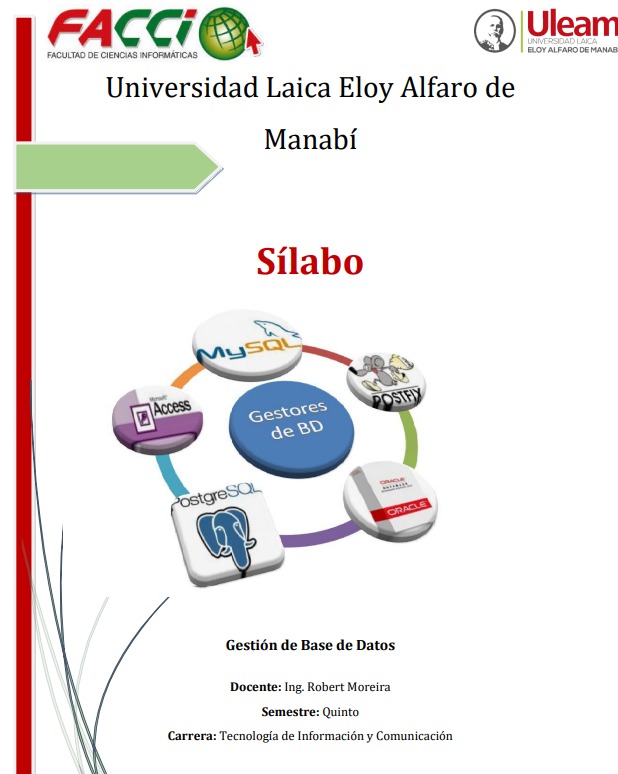 FACCI
FACULTAD DE CIENCIAS INFORMÁTICAS
Uleam
UNIVERSIDAD LAICA
ELOY ALFARO DE MANABÍ
Universidad Laica Eloy Alfaro de
Manabí
Sílabo
MySQL
POSTFIX
Microsoft
Access
Gestores
de BD
ORACLE
DATABASE
ORACLE
PostgreSQL
Gestión de Base de Datos
Docente: Ing. Robert Moreira
Semestre: Quinto
Carrera: Tecnología de Información y Comunicación